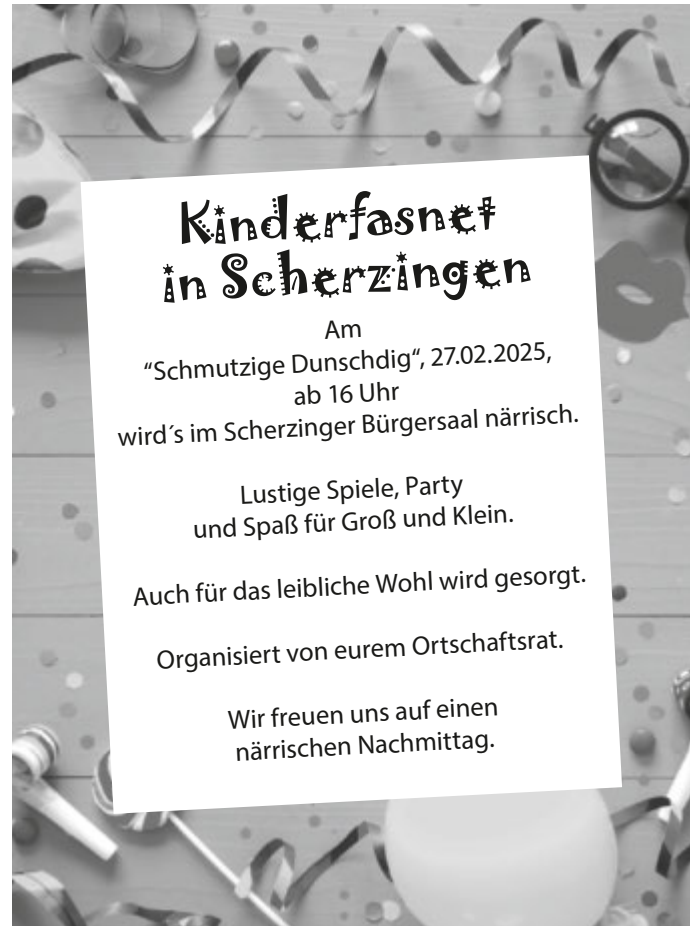 Kinderfasnet
in Scherzingen
Am
“Schmutzige Dunschdig“, 27.02.2025,
ab 16 Uhr
wird´s im Scherzinger Bürgersaal närrisch.
Lustige Spiele, Party
und Spaß für Groß und Klein.
Auch für das leibliche Wohl wird gesorgt.
Organisiert von eurem Ortschaftsrat.
Wir freuen uns auf einen
närrischen Nachmittag.